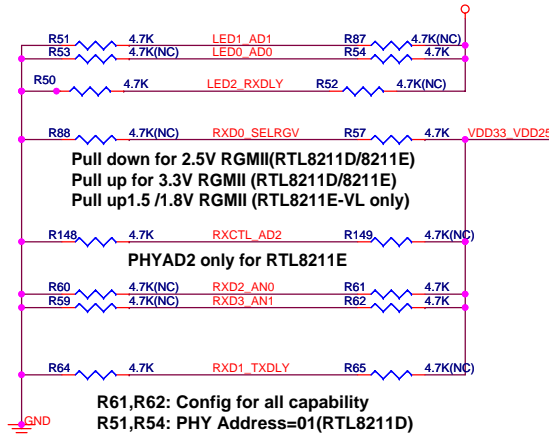 R51 4.7K LED1_AD1 R87 4.7K(NC)
R53 4.7K(NC) LED0_AD0 R54 4.7K
R50 4.7K LED2_RXDLY R52 4.7K(NC)
R88 4.7K(NC) RXD0_SELRGV R57 4.7K VDD33_VDD25
Pull down for 2.5V RGMII(RTL8211D/8211E)
Pull up for 3.3V RGMII (RTL8211D/8211E)
Pull up1.5 /1.8V RGMII (RTL8211E-VL only)
R148 4.7K RXCTL_AD2 R149 4.7K(NC)
PHYAD2 only for RTL8211E
R60 4.7K(NC) RXD2_AN0 R61 4.7K
R59 4.7K(NC) RXD3_AN1 R62 4.7K
R64 4.7K RXD1_TXDLY R65 4.7K(NC)
R61,R62: Config for all capability
R51,R54: PHY Address=01(RTL8211D)
GND